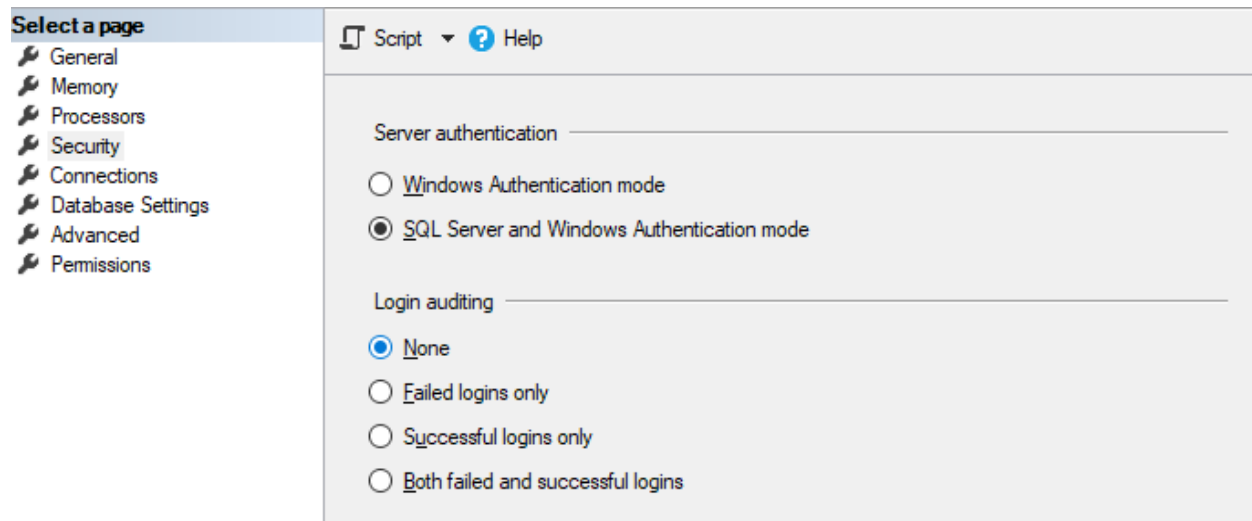 Select a page
General
Memory
Processors
Security
Connections
Database Settings
Advanced
Permissions
Script Help
Server authentication
Windows Authentication mode
SQL Server and Windows Authentication mode
Login auditing
None
Failed logins only
Successful logins only
Both failed and successful logins